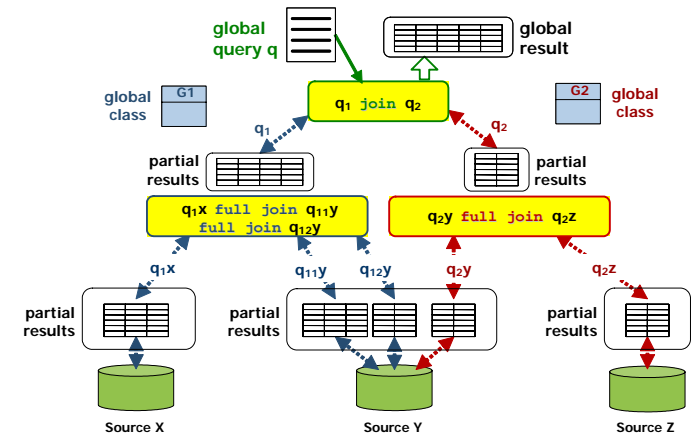 global
query q
global
result
G1
global
class
q1 join q2
G2
global
class
q1
q2
partial
results
partial
results
q1x full join q11y
full join q12y
q2y full join q2z
q1x
q11y
q12y
q2y
q2z
partial
results
partial
results
partial
results
Source X
Source Y
Source Z